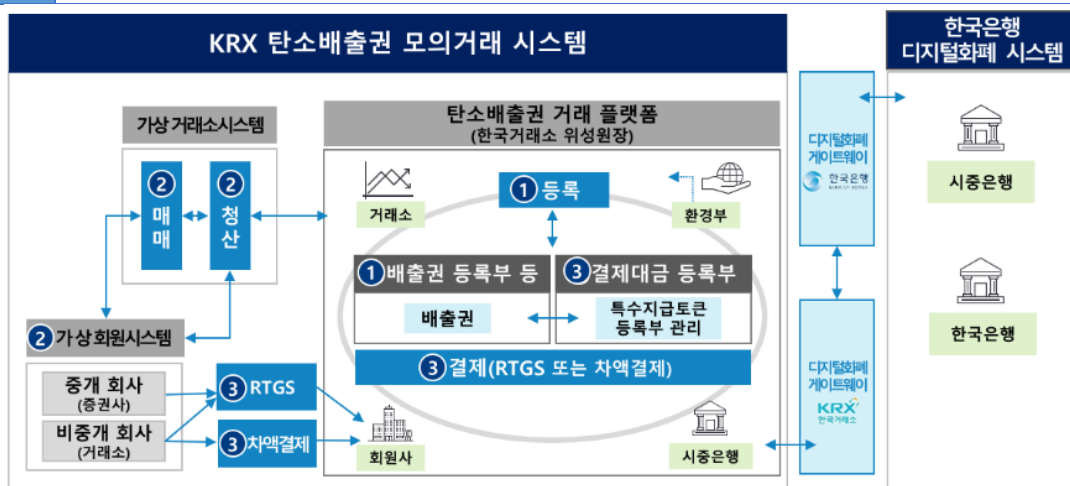 KRX 탄소배출권 모의거래 시스템
한국은행
디지털화폐 시스템
가상거래소시스템
탄소배출권 거래 플랫폼
(한국거래소 위성원장)
② 매매
② 청산
거래소
① 등록
환경부
① 배출권 등록부 등
③ 결제대금 등록부
배출권
특수지급토큰
등록부 관리
③ 결제(RTGS 또는 차액결제)
② 가상회원시스템
중개 회사
(증권사)
비중개 회사
(거래소)
③ RTGS
③ 차액결제
회원사
시중은행
디지털화폐
게이트웨이
한국은행
BANK OF KOREA
디지털화폐
게이트웨이
KRX
한국거래소
시중은행
한국은행